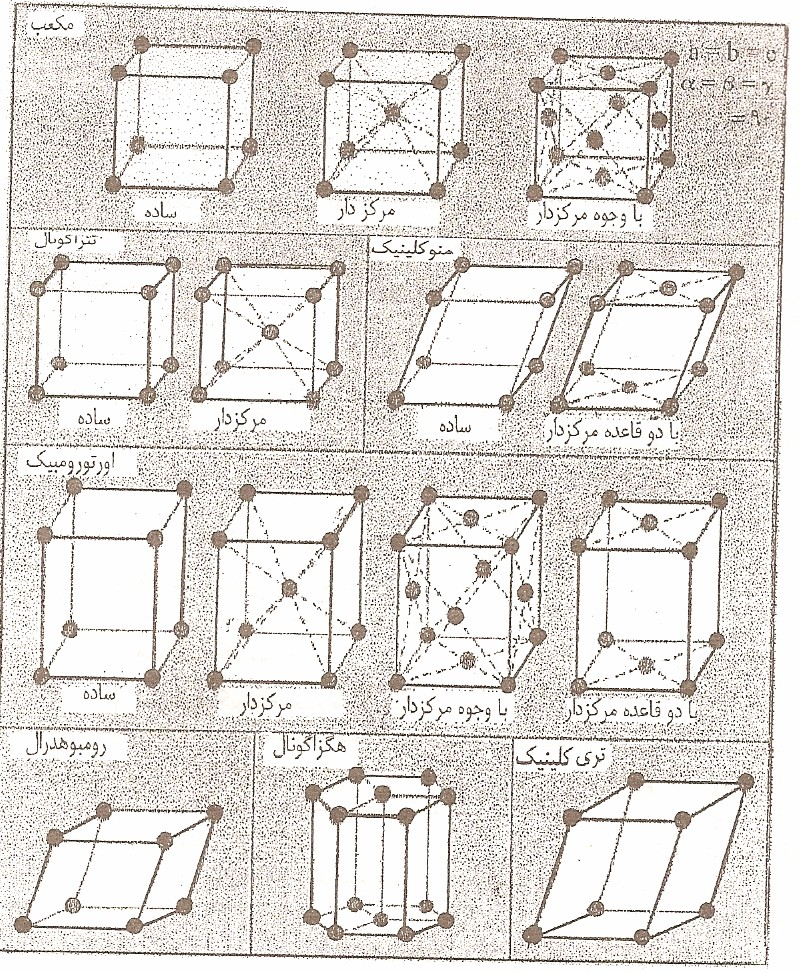 مکعب
a = b = c
α = β = γ
= ۹۰
ساده
مرکز دار
با وجوه مرکزدار
تتراگونال
منوکلینیک
ساده
مرکزدار
ساده
با دو قاعده مرکزدار
اورتورومبیک
ساده
مرکزدار
با وجوه مرکزدار
با دو قاعده مرکزدار
رومبوهدرال
هگزاگونال
تری کلینیک